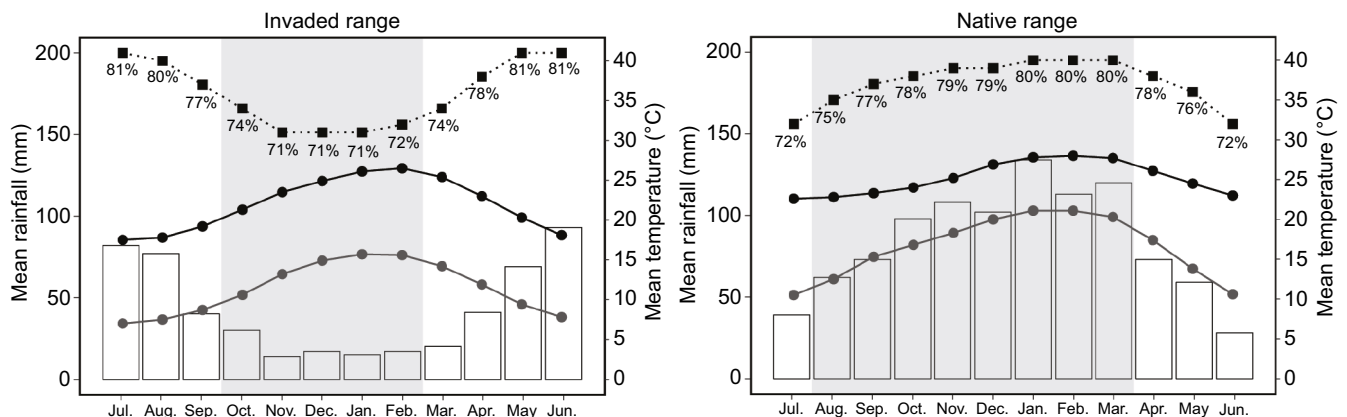 Invaded range
Mean rainfall (mm)
200
150
100
50
0
81% 80% 77% 74% 71% 71% 71% 72% 74% 78% 81% 81%
40
35
30
25
20
15
10
5
0
Mean temperature (°C)
Jul. Aug. Sep. Oct. Nov. Dec. Jan. Feb. Mar. Apr. May Jun.
Native range
Mean rainfall (mm)
200
150
100
50
0
72% 75% 77% 78% 79% 79% 80% 80% 80% 78% 76% 72%
40
35
30
25
20
15
10
5
0
Mean temperature (°C)
Jul. Aug. Sep. Oct. Nov. Dec. Jan. Feb. Mar. Apr. May Jun.